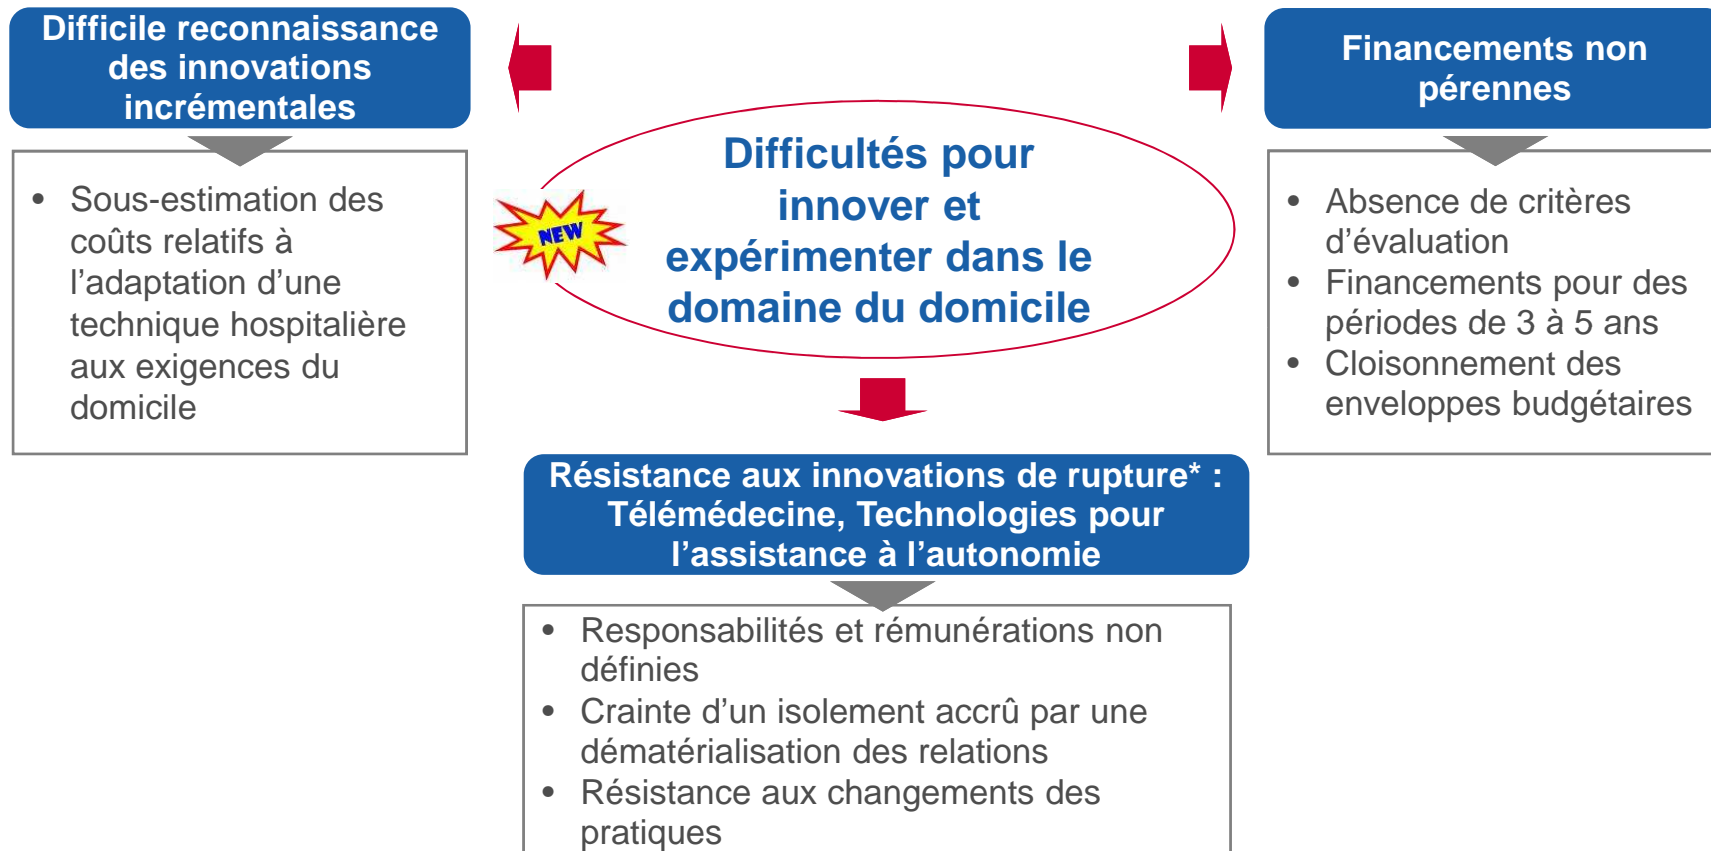 Difficile reconnaissance
des innovations
incrémentales
• Sous-estimation des
coûts relatifs à
l’adaptation d’une
technique hospitalière
aux exigences du
domicile
NEW
Difficultés pour
innover et
expérimenter dans le
domaine du domicile
Financements non
pérennes
• Absence de critères
d’évaluation
• Financements pour des
périodes de 3 à 5 ans
• Cloisonnement des
enveloppes budgétaires
Résistance aux innovations de rupture* :
Télémédecine, Technologies pour
l’assistance à l’autonomie
• Responsabilités et rémunérations non
définies
• Crainte d’un isolement accrû par une
dématérialisation des relations
• Résistance aux changements des
pratiques